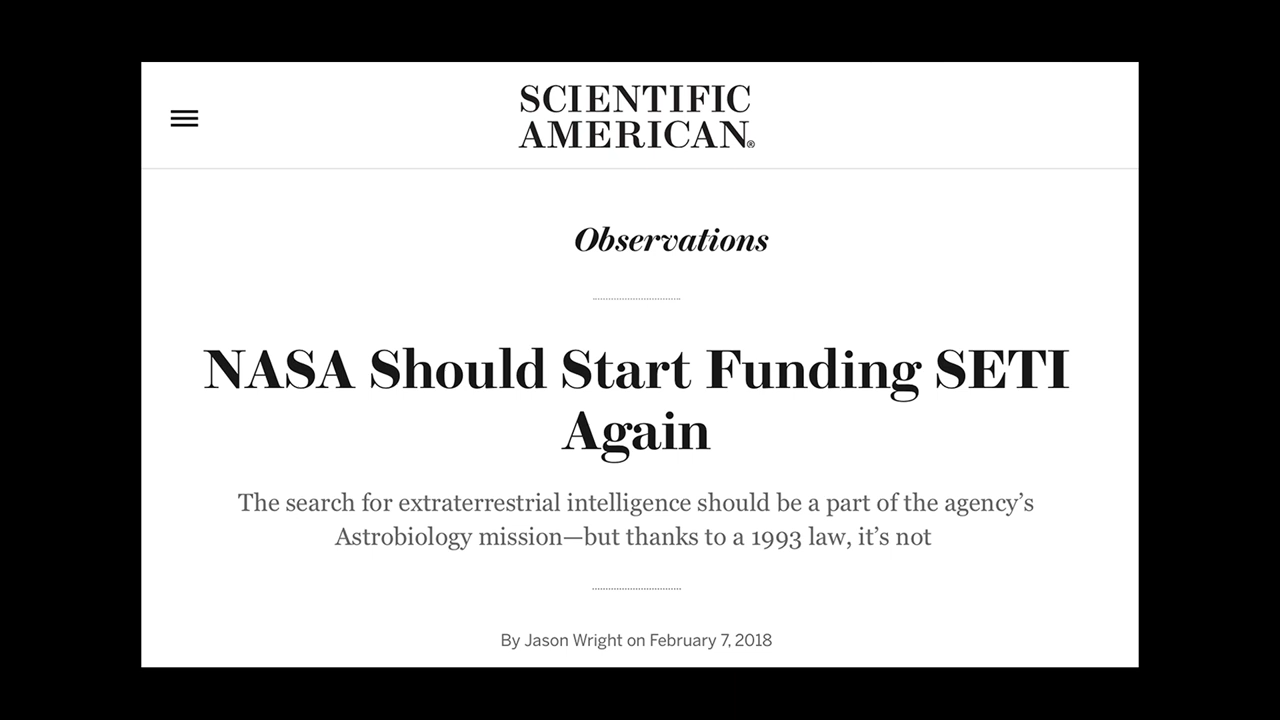 SCIENTIFIC
AMERICAN®
Observations
NASA Should Start Funding SETI
Again
The search for extraterrestrial intelligence should be a part of the agency’s
Astrobiology mission—but thanks to a 1993 law, it’s not
By Jason Wright on February 7, 2018